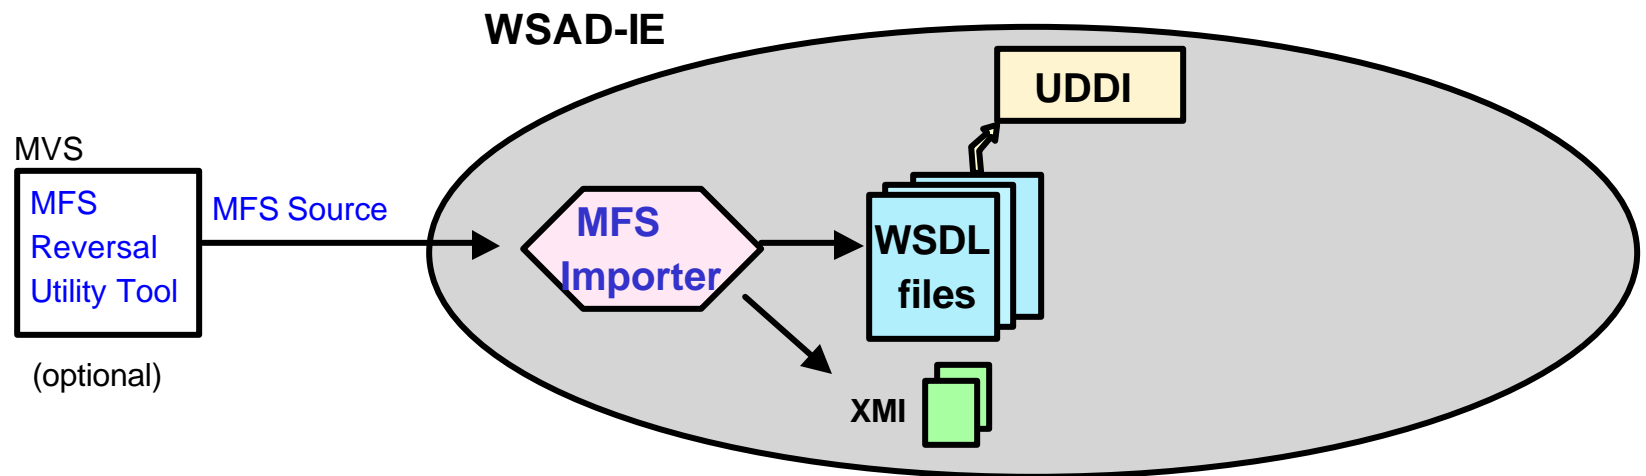 WSAD-IE
UDDI
MVS
MFS
Reversal
Utility Tool
(optional)
MFS Source
MFS
Importer
WSDL
files
XMI